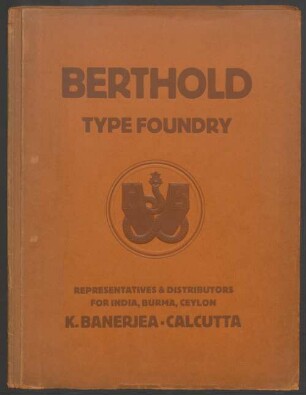 BERTHOLD
TYPE FOUNDRY
REPRESENTATIVES & DISTRIBUTORS
FOR INDIA, BURMA, CEYLON
K. BANERJEA · CALCUTTA